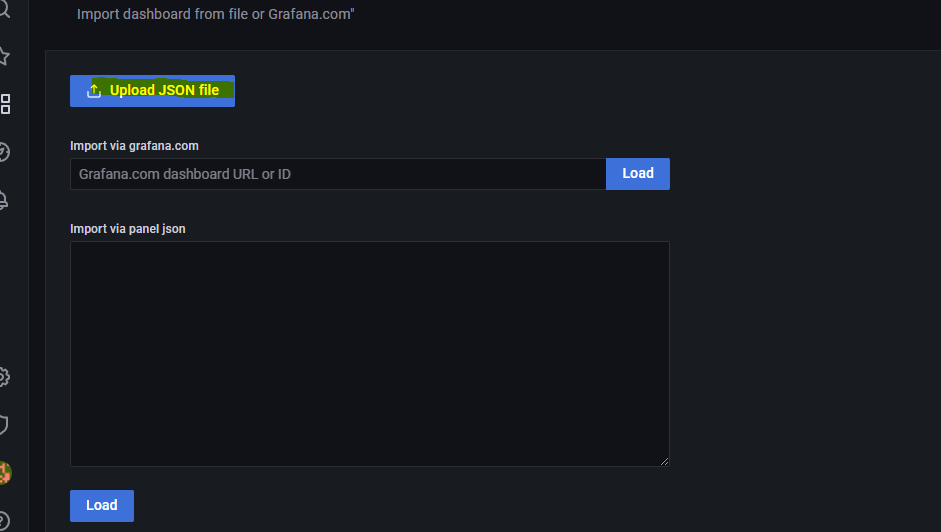 Import dashboard from file or Grafana.com"
Upload JSON file
Import via grafana.com
Grafana.com dashboard URL or ID
Load
Import via panel json
Load